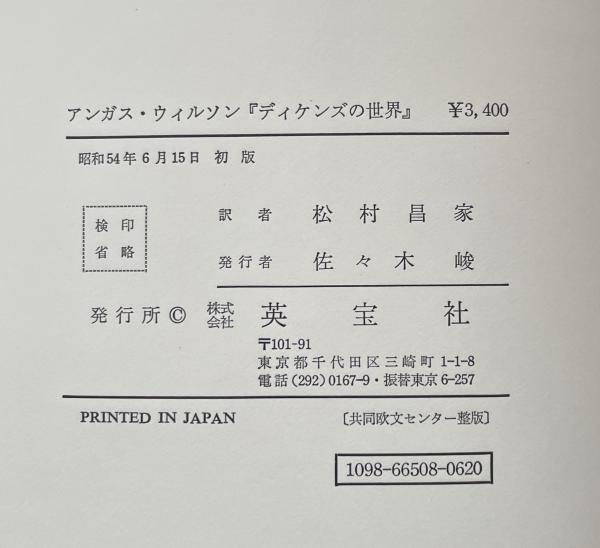 アンガス・ウィルソン『ディケンズの世界』 ¥3,400
昭和54年6月15日 初版
検印
省略
訳者 松村昌家
発行者 佐々木峻
発行所 © 株式会社 英宝社
〒101-91
東京都千代田区三崎町 1-1-8
電話(292)0167-9・振替東京6-257
PRINTED IN JAPAN 〔共同欧文センター整版〕
1098-66508-0620